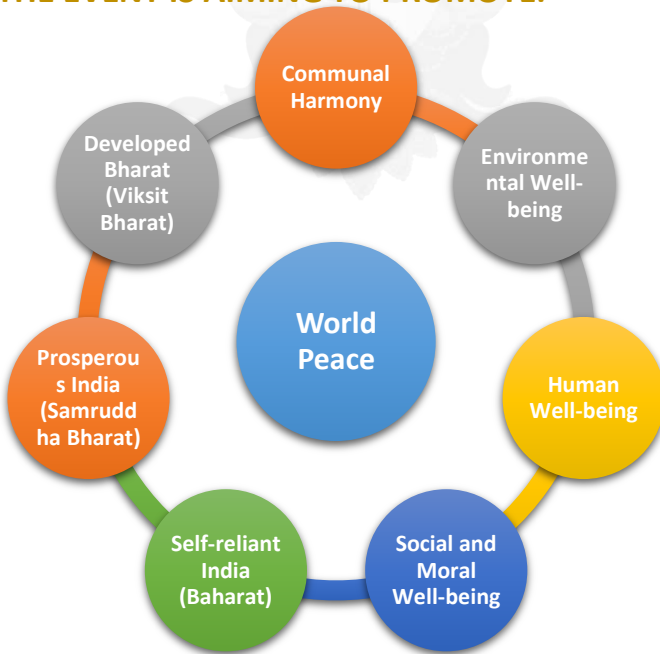 THE EVENT IS AIMING TO PROMOTE:
Communal
Harmony
Environme
ntal Well-
being
Human
Well-being
Social and
Moral
Well-being
Self-reliant
India
(Baharat)
Prosperou
s India
(Samrudd
ha Bharat)
Developed
Bharat
(Viksit
Bharat)
World
Peace